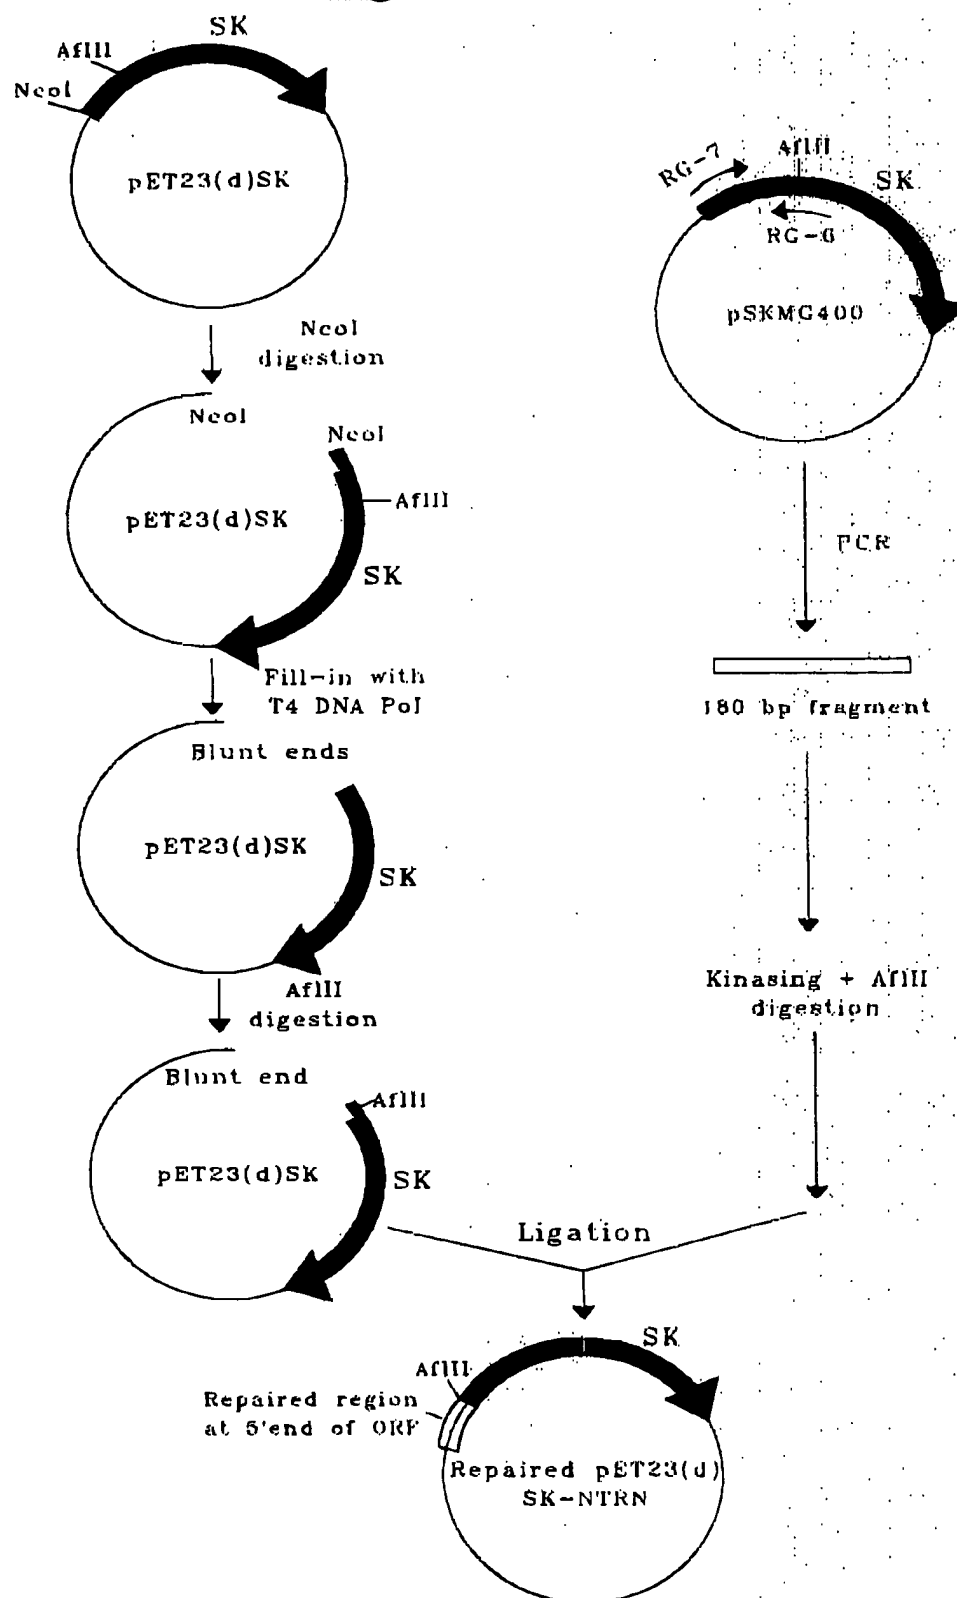 SK
AflII
NcoI
pET23(d)SK
NcoI
digestion
NcoI
NcoI
pET23(d)SK
AflII
SK
Fill-in with
T4 DNA Pol
Blunt ends
pET23(d)SK
SK
AflII
digestion
Blunt end
AflII
pET23(d)SK
SK
RG-7
AflII
SK
RG-6
pSKMG400
PCR
180 bp fragment
Kinasing + AflII
digestion
Ligation
SK
AflII
Repaired region
at 5'end of ORF
Repaired pET23(d)
SK-NTRN